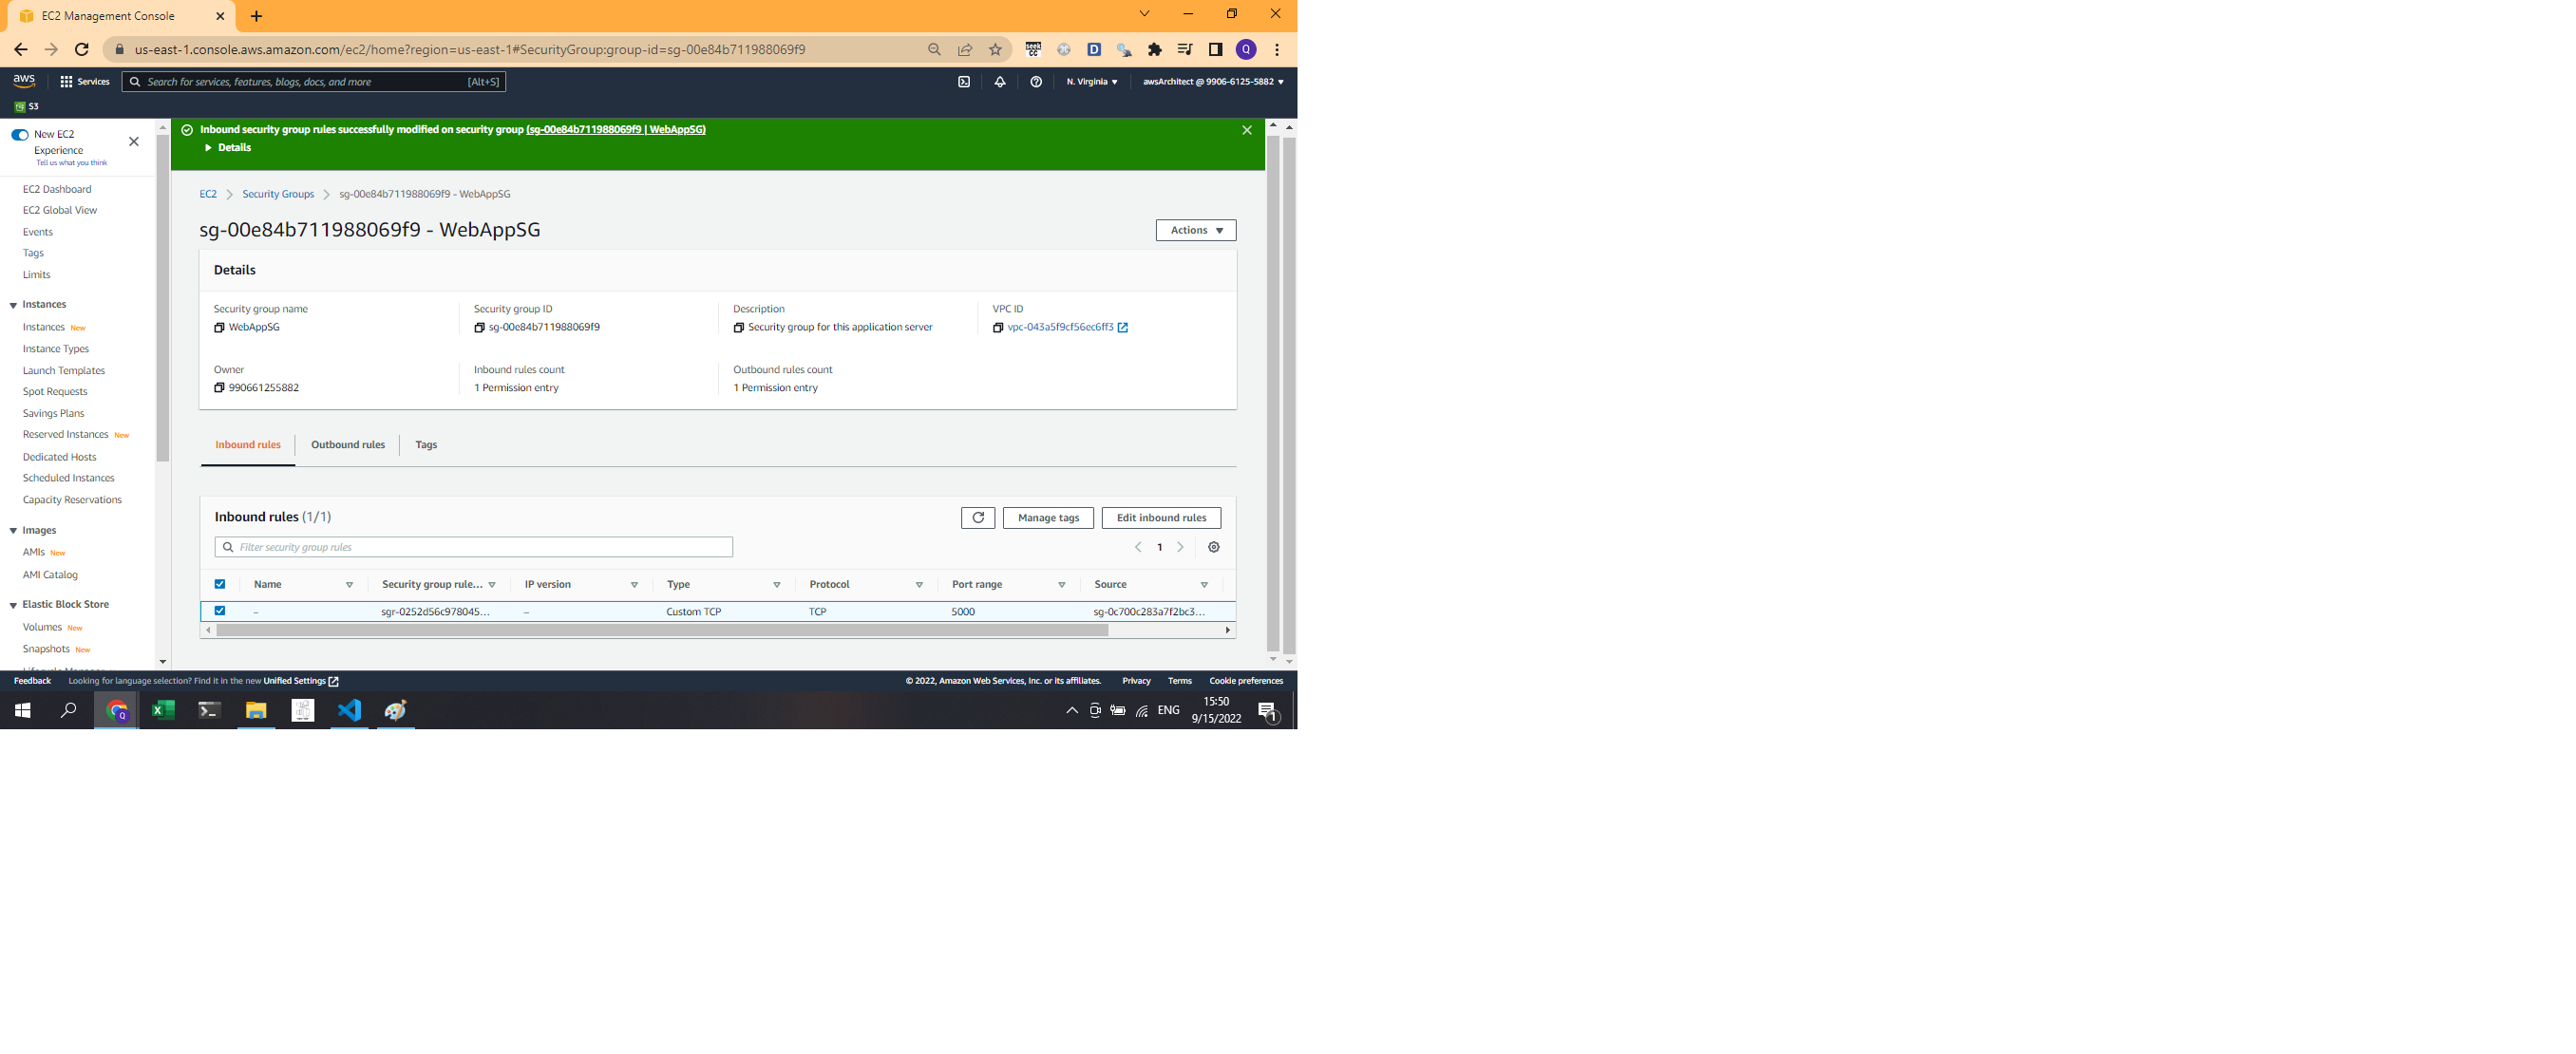 EC2 Management Console
us-east-1.console.aws.amazon.com/ec2/home?region=us-east-1#SecurityGroup:group-id=sg-00e84b711988069f9
seek CC
D
Q
aws
Services
Search for services, features, blogs, docs, and more
[Alt+S]
N. Virginia
awsArchitect @ 9906-6125-5882
S3
New EC2
Experience
Tell us what you think
Inbound security group rules successfully modified on security group (sg-00e84b711988069f9 | WebAppSG)
Details
EC2 Dashboard
EC2 Global View
Events
Tags
Limits
Instances
Instances New
Instance Types
Launch Templates
Spot Requests
Savings Plans
Reserved Instances New
Dedicated Hosts
Scheduled Instances
Capacity Reservations
Images
AMIs New
AMI Catalog
Elastic Block Store
Volumes New
Snapshots New
EC2 > Security Groups > sg-00e84b711988069f9 - WebAppSG
sg-00e84b711988069f9 - WebAppSG
Actions
Details
Security group name
WebAppSG
Security group ID
sg-00e84b711988069f9
Description
Security group for this application server
VPC ID
vpc-043a5f9cf56ec6ff3
Owner
990661255882
Inbound rules count
1 Permission entry
Outbound rules count
1 Permission entry
Inbound rules
Outbound rules
Tags
Inbound rules (1/1)
Manage tags
Edit inbound rules
Filter security group rules
1
Name
Security group rule...
IP version
Type
Protocol
Port range
Source
–
sgr-0252d56c978045...
–
Custom TCP
TCP
5000
sg-0c700c283a7f2bc3...
Feedback
Looking for language selection? Find it in the new Unified Settings
© 2022, Amazon Web Services, Inc. or its affiliates.
Privacy
Terms
Cookie preferences
ENG
15:50
9/15/2022
1